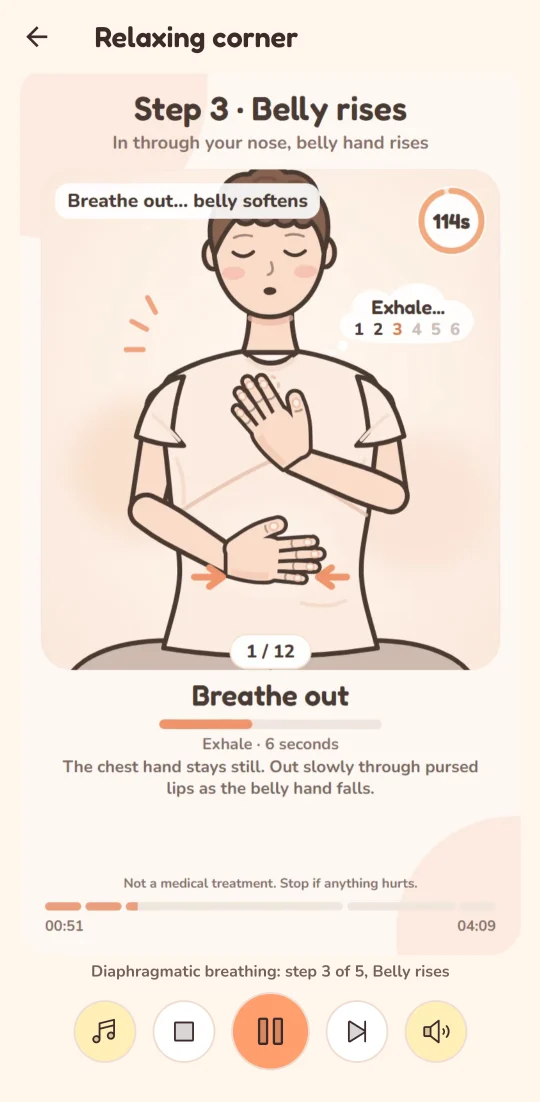 Relaxing corner
Step 3 · Belly rises
In through your nose, belly hand rises
Breathe out... belly softens
114s
Exhale...
1 2 3 4 5 6
1 / 12
Breathe out
Exhale · 6 seconds
The chest hand stays still. Out slowly through pursed
lips as the belly hand falls.
Not a medical treatment. Stop if anything hurts.
00:51
04:09
Diaphragmatic breathing: step 3 of 5, Belly rises